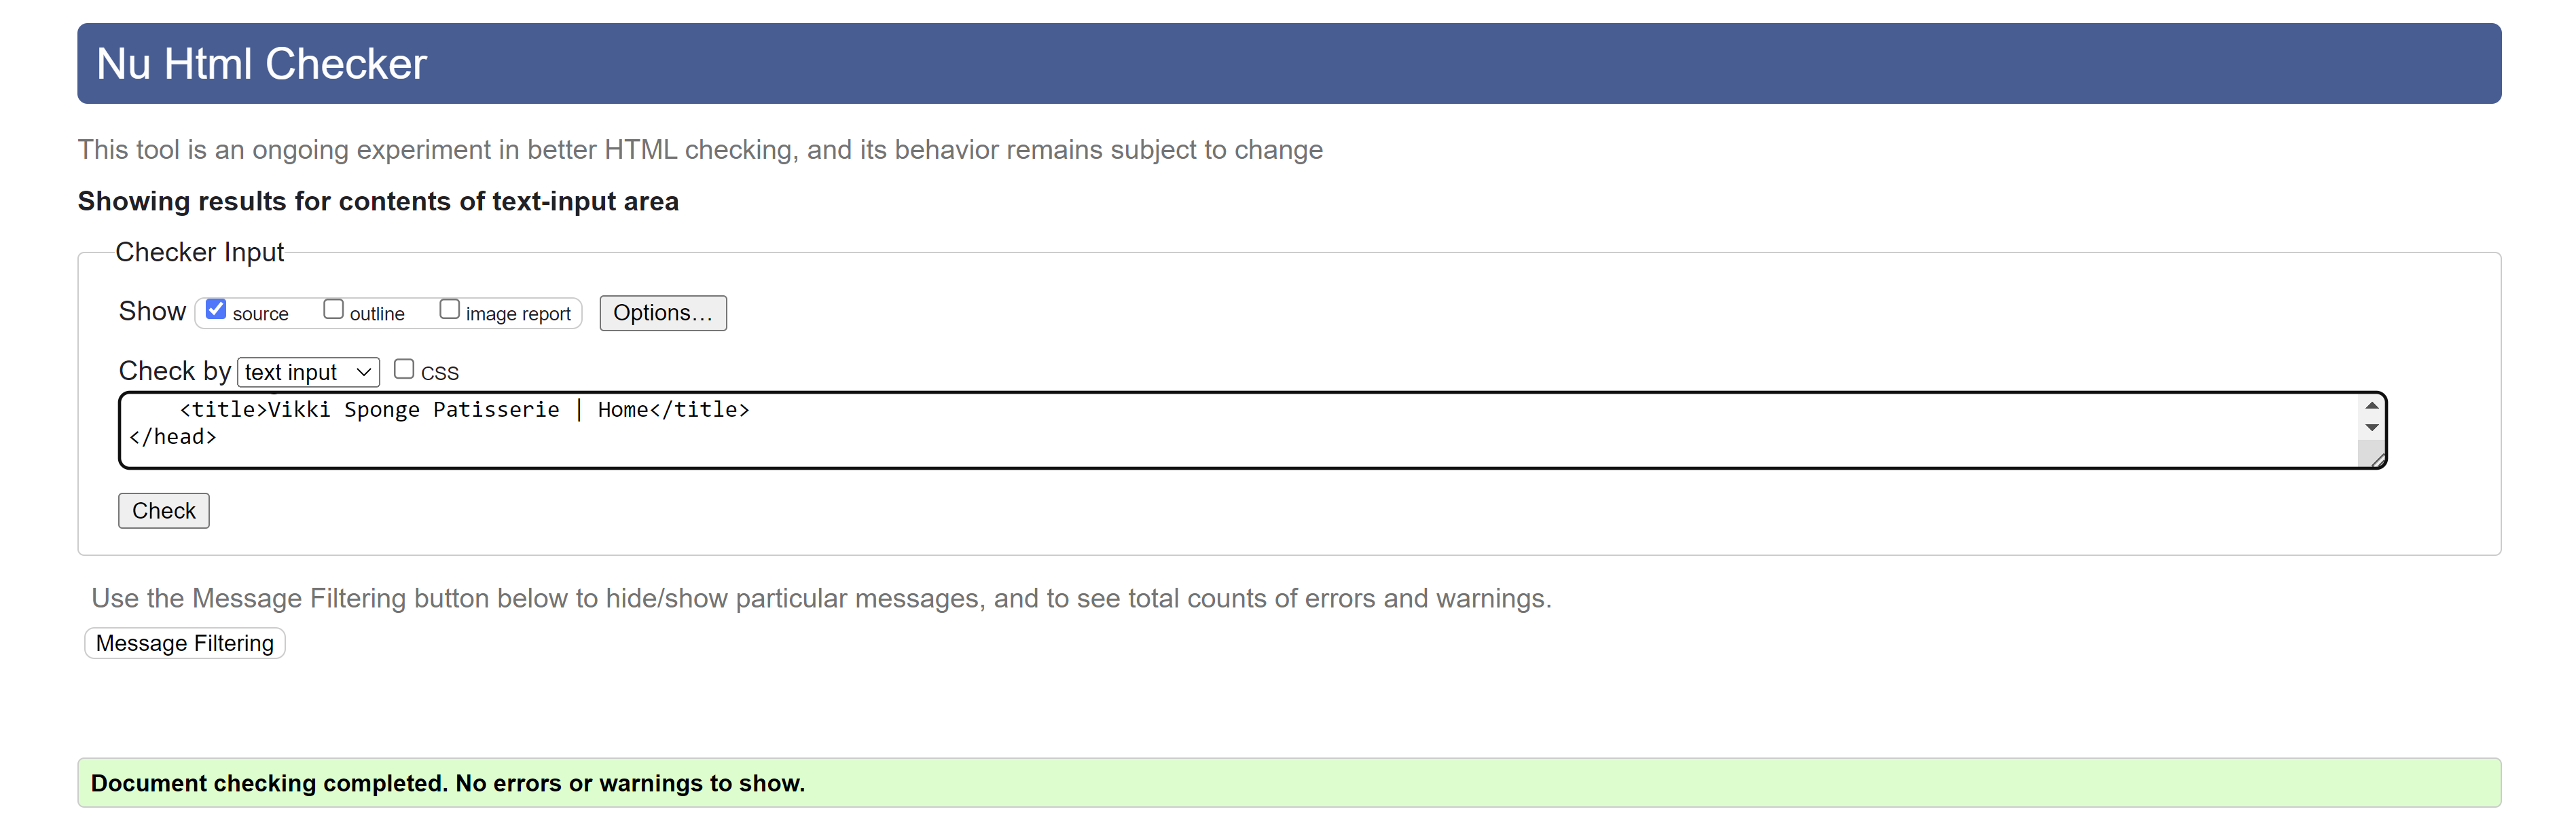 Nu Html Checker
This tool is an ongoing experiment in better HTML checking, and its behavior remains subject to change
Showing results for contents of text-input area
Checker Input
Show source outline image report Options…
Check by text input CSS
<title>Vikki Sponge Patisserie | Home</title>
</head>
Check
Use the Message Filtering button below to hide/show particular messages, and to see total counts of errors and warnings.
Message Filtering
Document checking completed. No errors or warnings to show.